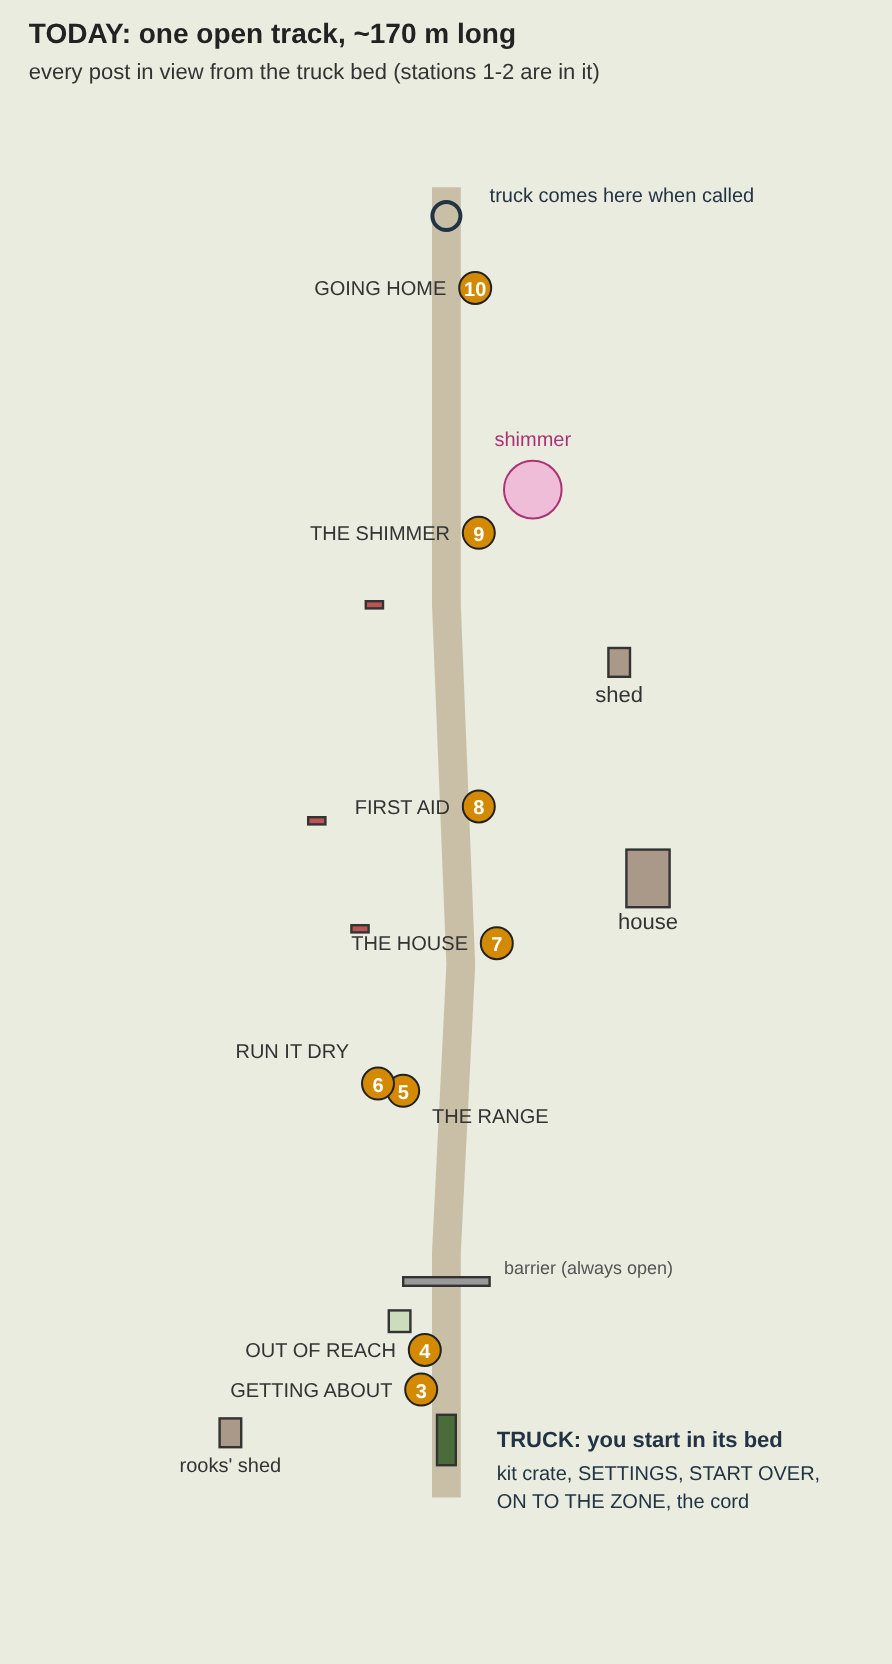 TODAY: one open track, ~170 m long
every post in view from the truck bed (stations 1-2 are in it)
truck comes here when called
GOING HOME 10
shimmer
THE SHIMMER 9
shed
FIRST AID 8
house
THE HOUSE 7
RUN IT DRY
6 5
THE RANGE
barrier (always open)
OUT OF REACH 4
GETTING ABOUT 3
rooks' shed
TRUCK: you start in its bed
kit crate, SETTINGS, START OVER,
ON TO THE ZONE, the cord